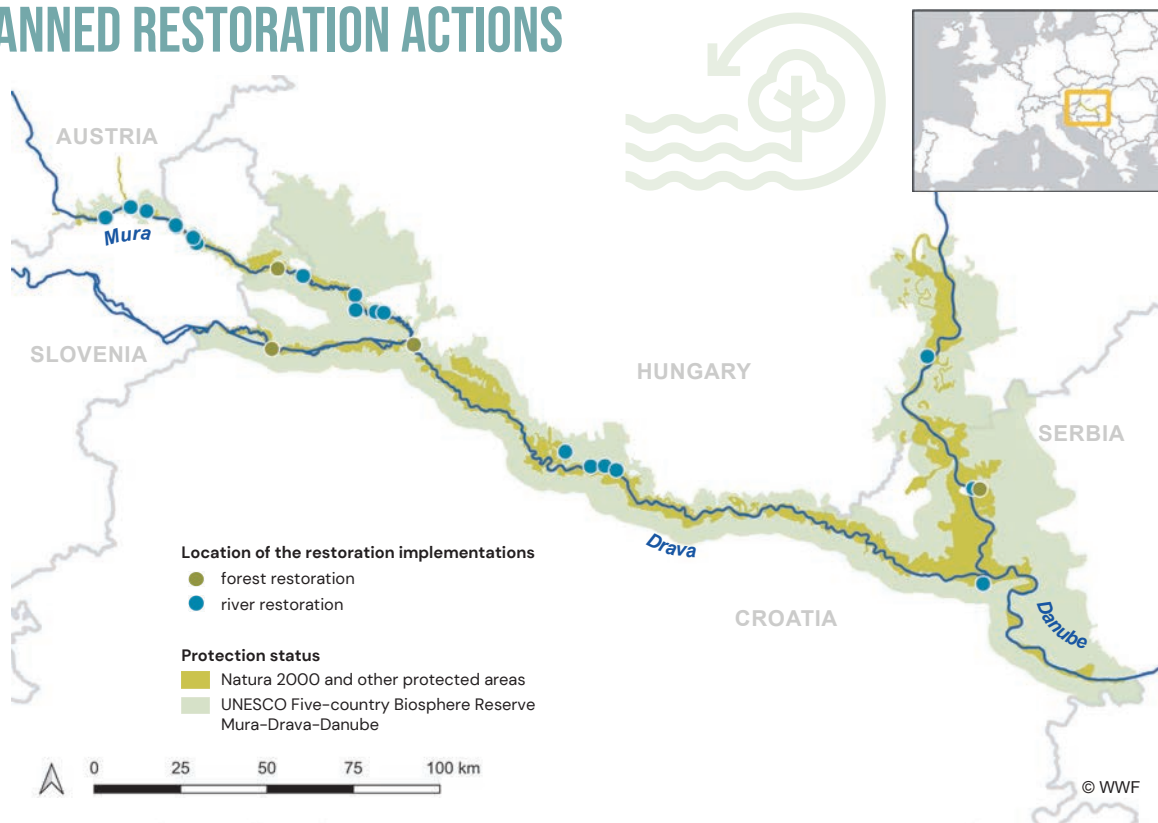 ANNED RESTORATION ACTIONS
AUSTRIA
Mura
SLOVENIA
HUNGARY
SERBIA
Drava
CROATIA
Danube
Location of the restoration implementations
forest restoration
river restoration
Protection status
Natura 2000 and other protected areas
UNESCO Five-country Biosphere Reserve
Mura-Drava-Danube
0 25 50 75 100 km
© WWF